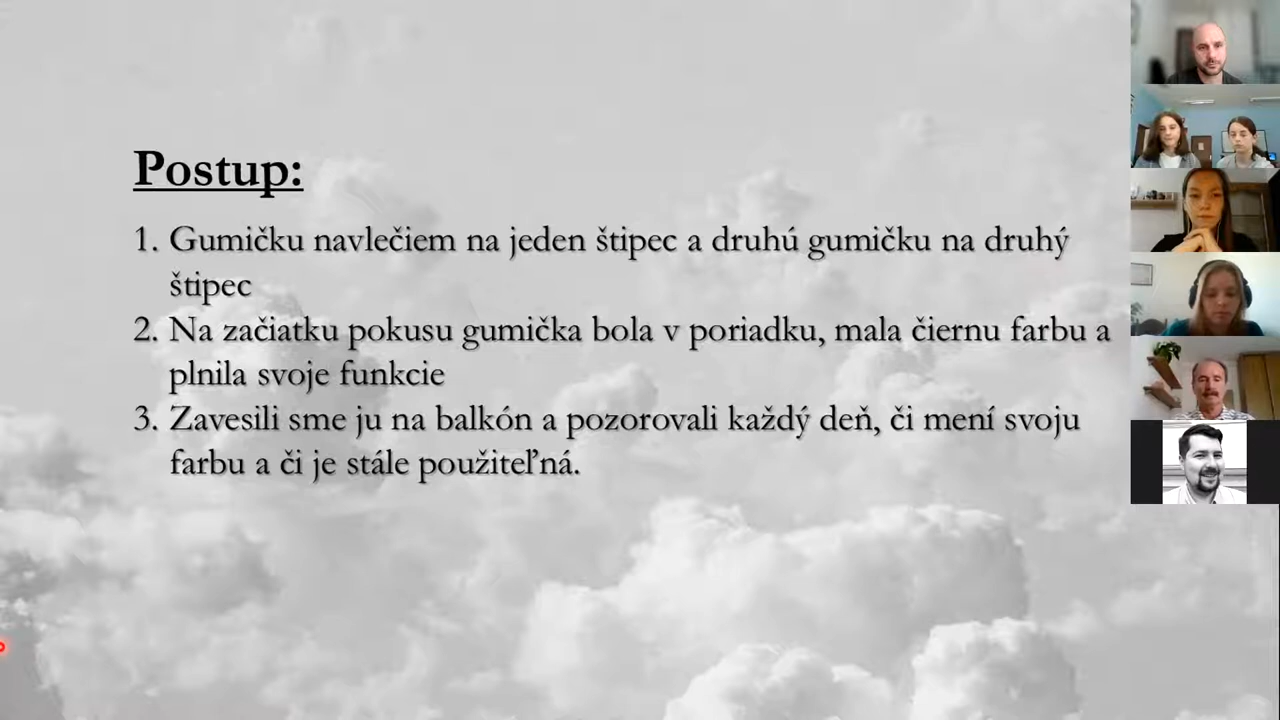 Postup:
1. Gumičku navlečiem na jeden štipec a druhú gumičku na druhý
štipec
2. Na začiatku pokusu gumička bola v poriadku, mala čiernu farbu a
plnila svoje funkcie
3. Zavesili sme ju na balkón a pozorovali každý deň, či mení svoju
farbu a či je stále použiteľná.